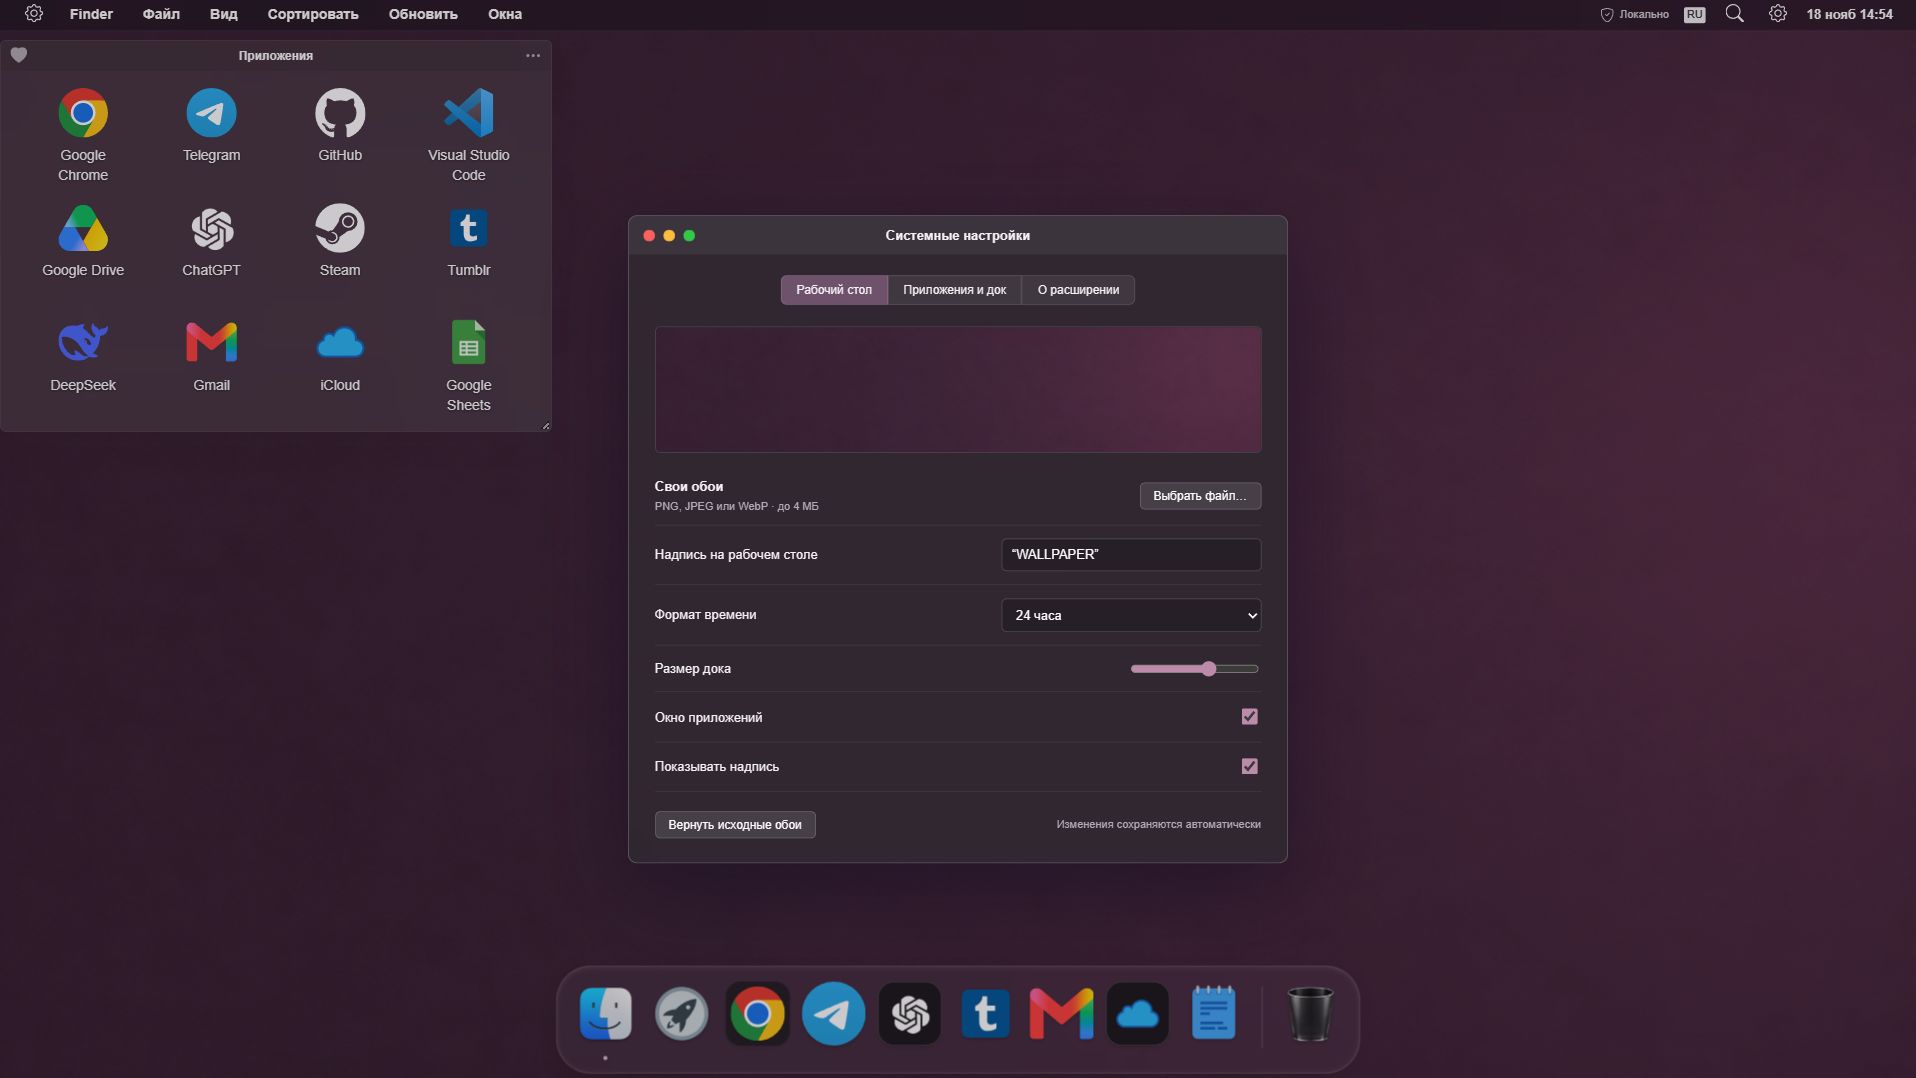 Finder Файл Вид Сортировать Обновить Окна
Локально RU 18 нояб 14:54
Приложения
Google Chrome
Telegram
GitHub
Visual Studio Code
Google Drive
ChatGPT
Steam
Tumblr
DeepSeek
Gmail
iCloud
Google Sheets
Системные настройки
Рабочий стол Приложения и док О расширении
Свои обои
PNG, JPEG или WebP · до 4 МБ
Выбрать файл...
Надпись на рабочем столе
“WALLPAPER”
Формат времени
24 часа
Размер дока
Окно приложений
Показывать надпись
Вернуть исходные обои
Изменения сохраняются автоматически